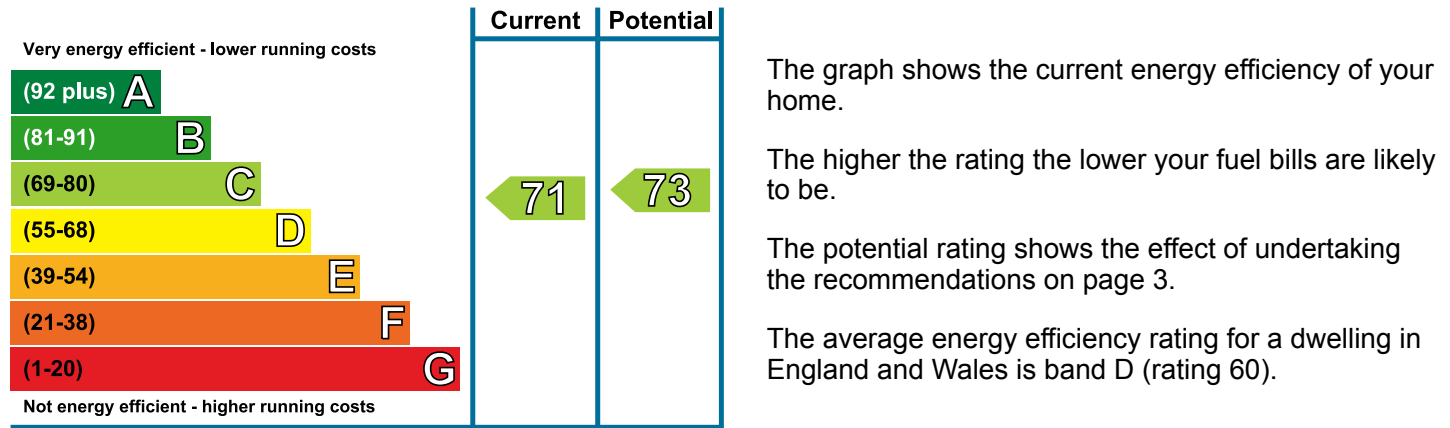 Current Potential
Very energy efficient - lower running costs
(92 plus) A
(81-91) B
(69-80) C
71 73
(55-68) D
(39-54) E
(21-38) F
(1-20) G
Not energy efficient - higher running costs
The graph shows the current energy efficiency of your
home.
The higher the rating the lower your fuel bills are likely
to be.
The potential rating shows the effect of undertaking
the recommendations on page 3.
The average energy efficiency rating for a dwelling in
England and Wales is band D (rating 60).